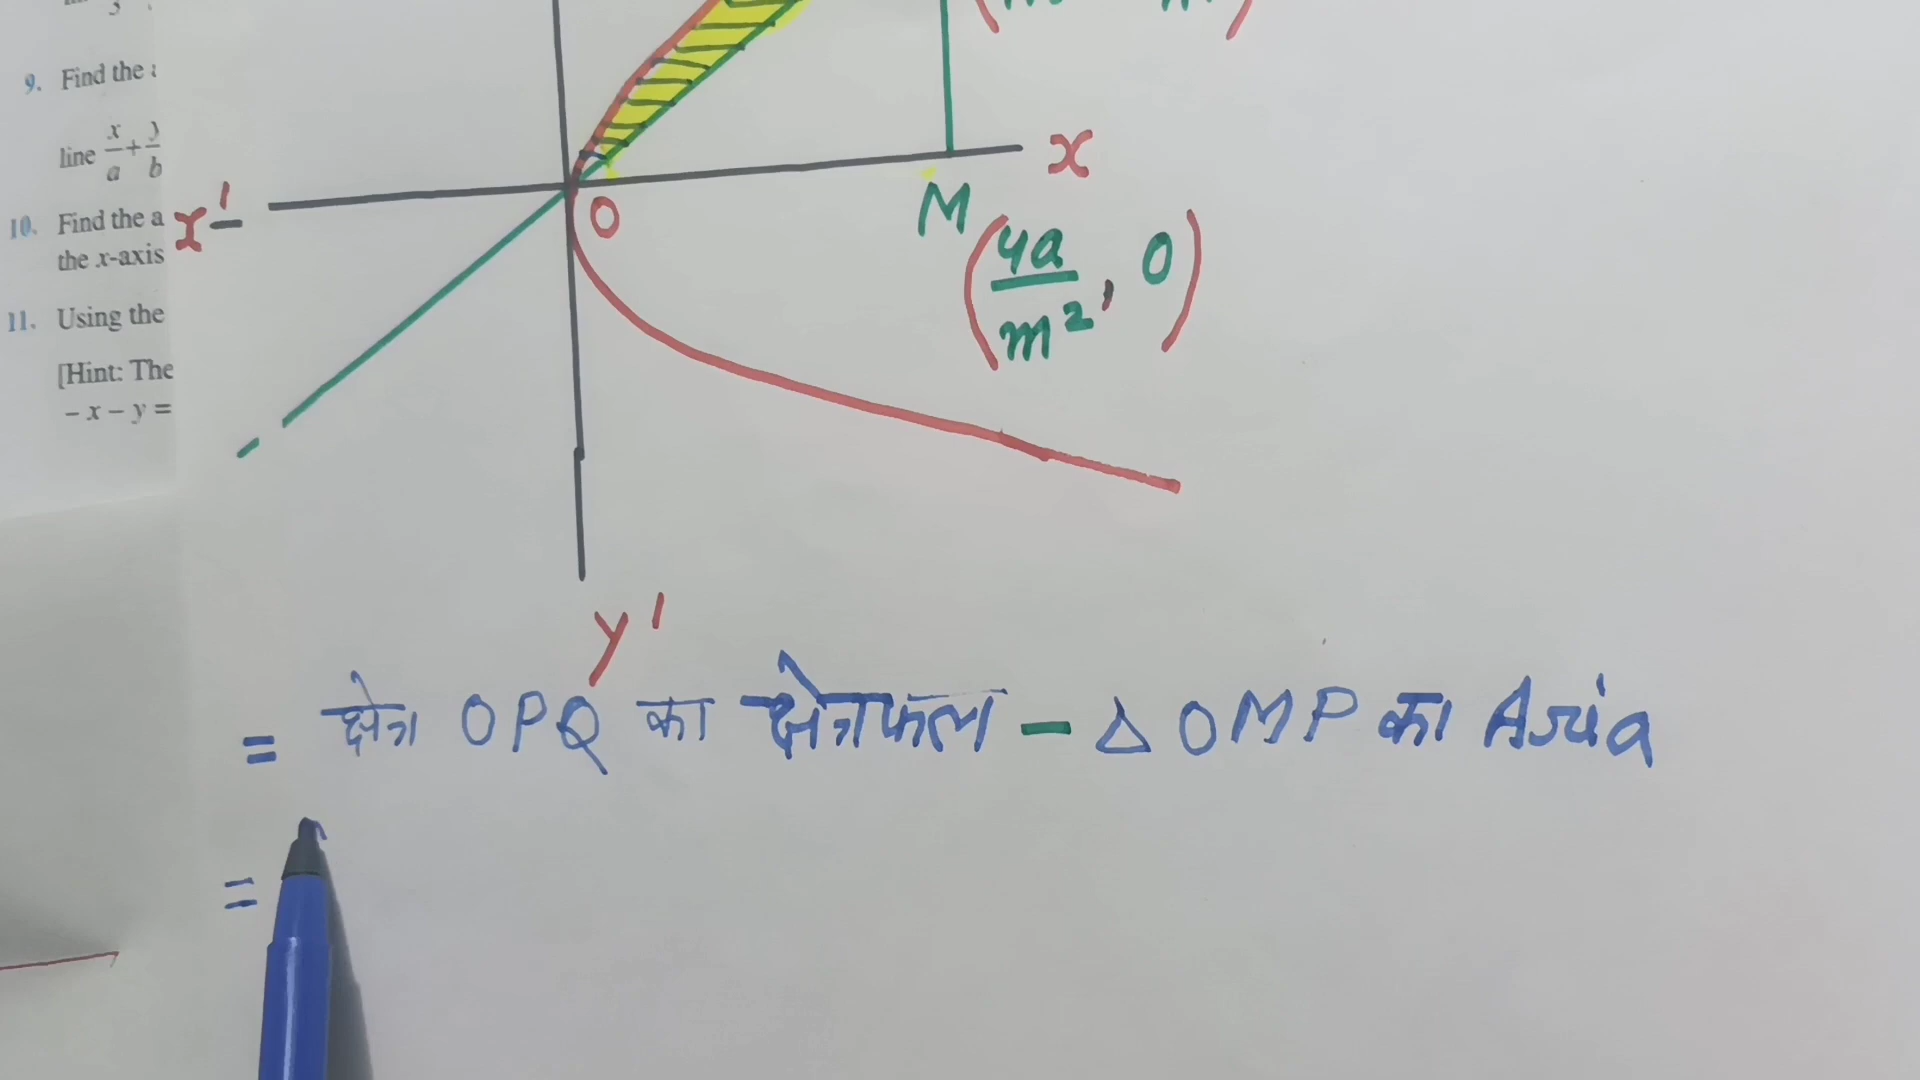 9. Find the
line x/a + y/b
10. Find the a
the x-axis
11. Using the
[Hint: The
– x – y =
x'
O
x
M
(4a/m², 0)
y'
= क्षेत्र OPQ का क्षेत्रफल – Δ OMP का Area
=